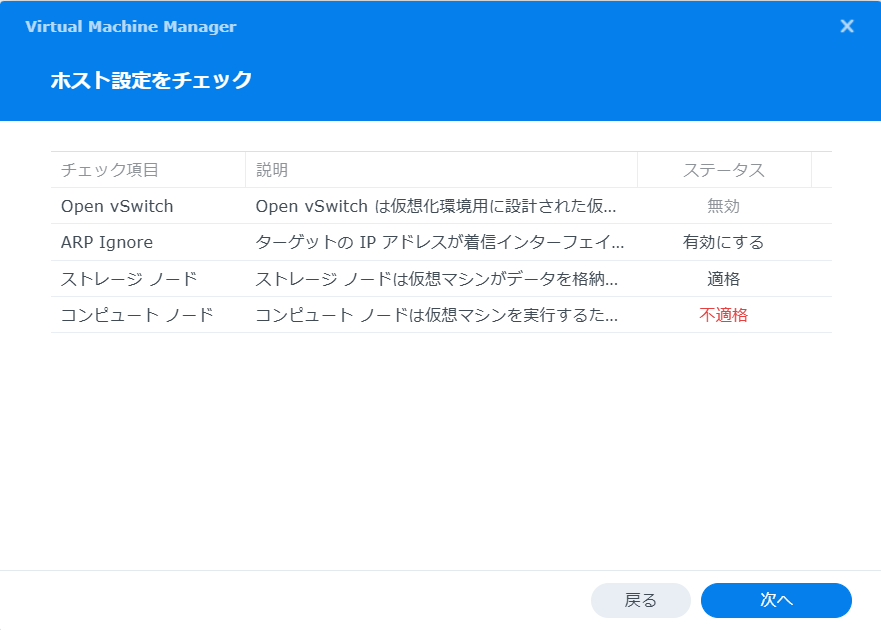 Virtual Machine Manager
ホスト設定をチェック
チェック項目 説明 ステータス
Open vSwitch Open vSwitch は仮想化環境用に設計された仮... 無効
ARP Ignore ターゲットの IP アドレスが着信インターフェイ... 有効にする
ストレージ ノード ストレージ ノードは仮想マシンがデータを格納... 適格
コンピュート ノード コンピュート ノードは仮想マシンを実行するた... 不適格
戻る 次へ